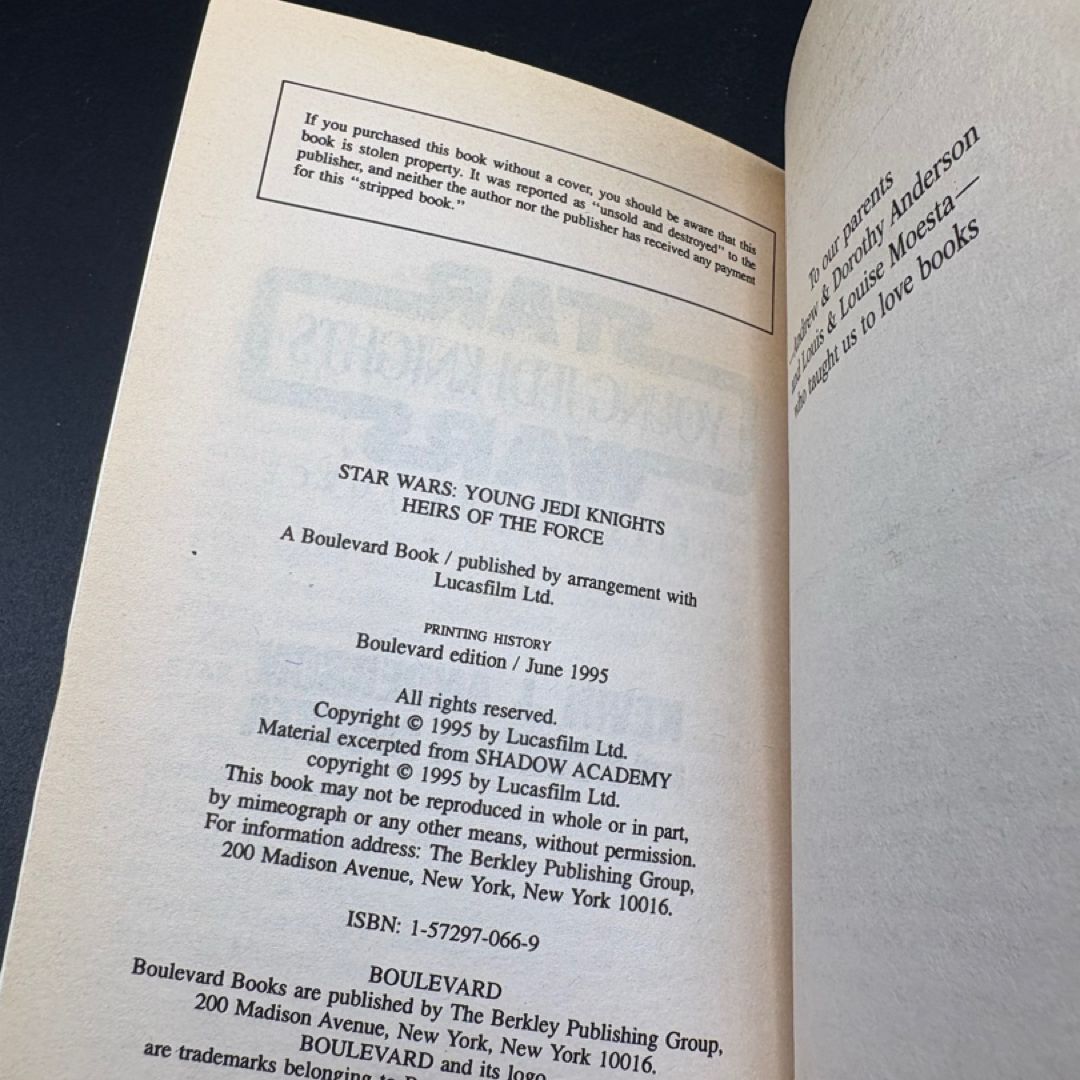 If you purchased this book without a cover, you should be aware that this
book is stolen property. It was reported as "unsold and destroyed" to the
publisher, and neither the author nor the publisher has received any payment
for this "stripped book."
STAR WARS: YOUNG JEDI KNIGHTS
HEIRS OF THE FORCE
A Boulevard Book / published by arrangement with
Lucasfilm Ltd.
PRINTING HISTORY
Boulevard edition / June 1995
All rights reserved.
Copyright © 1995 by Lucasfilm Ltd.
Material excerpted from SHADOW ACADEMY
copyright © 1995 by Lucasfilm Ltd.
This book may not be reproduced in whole or in part,
by mimeograph or any other means, without permission.
For information address: The Berkley Publishing Group,
200 Madison Avenue, New York, New York 10016.
ISBN: 1-57297-066-9
BOULEVARD
Boulevard Books are published by The Berkley Publishing Group,
200 Madison Avenue, New York, New York 10016.
BOULEVARD and its logo
are trademarks belonging to
To our parents
Andrew & Dorothy Anderson
and Louis & Louise Moesta—
who taught us to love books